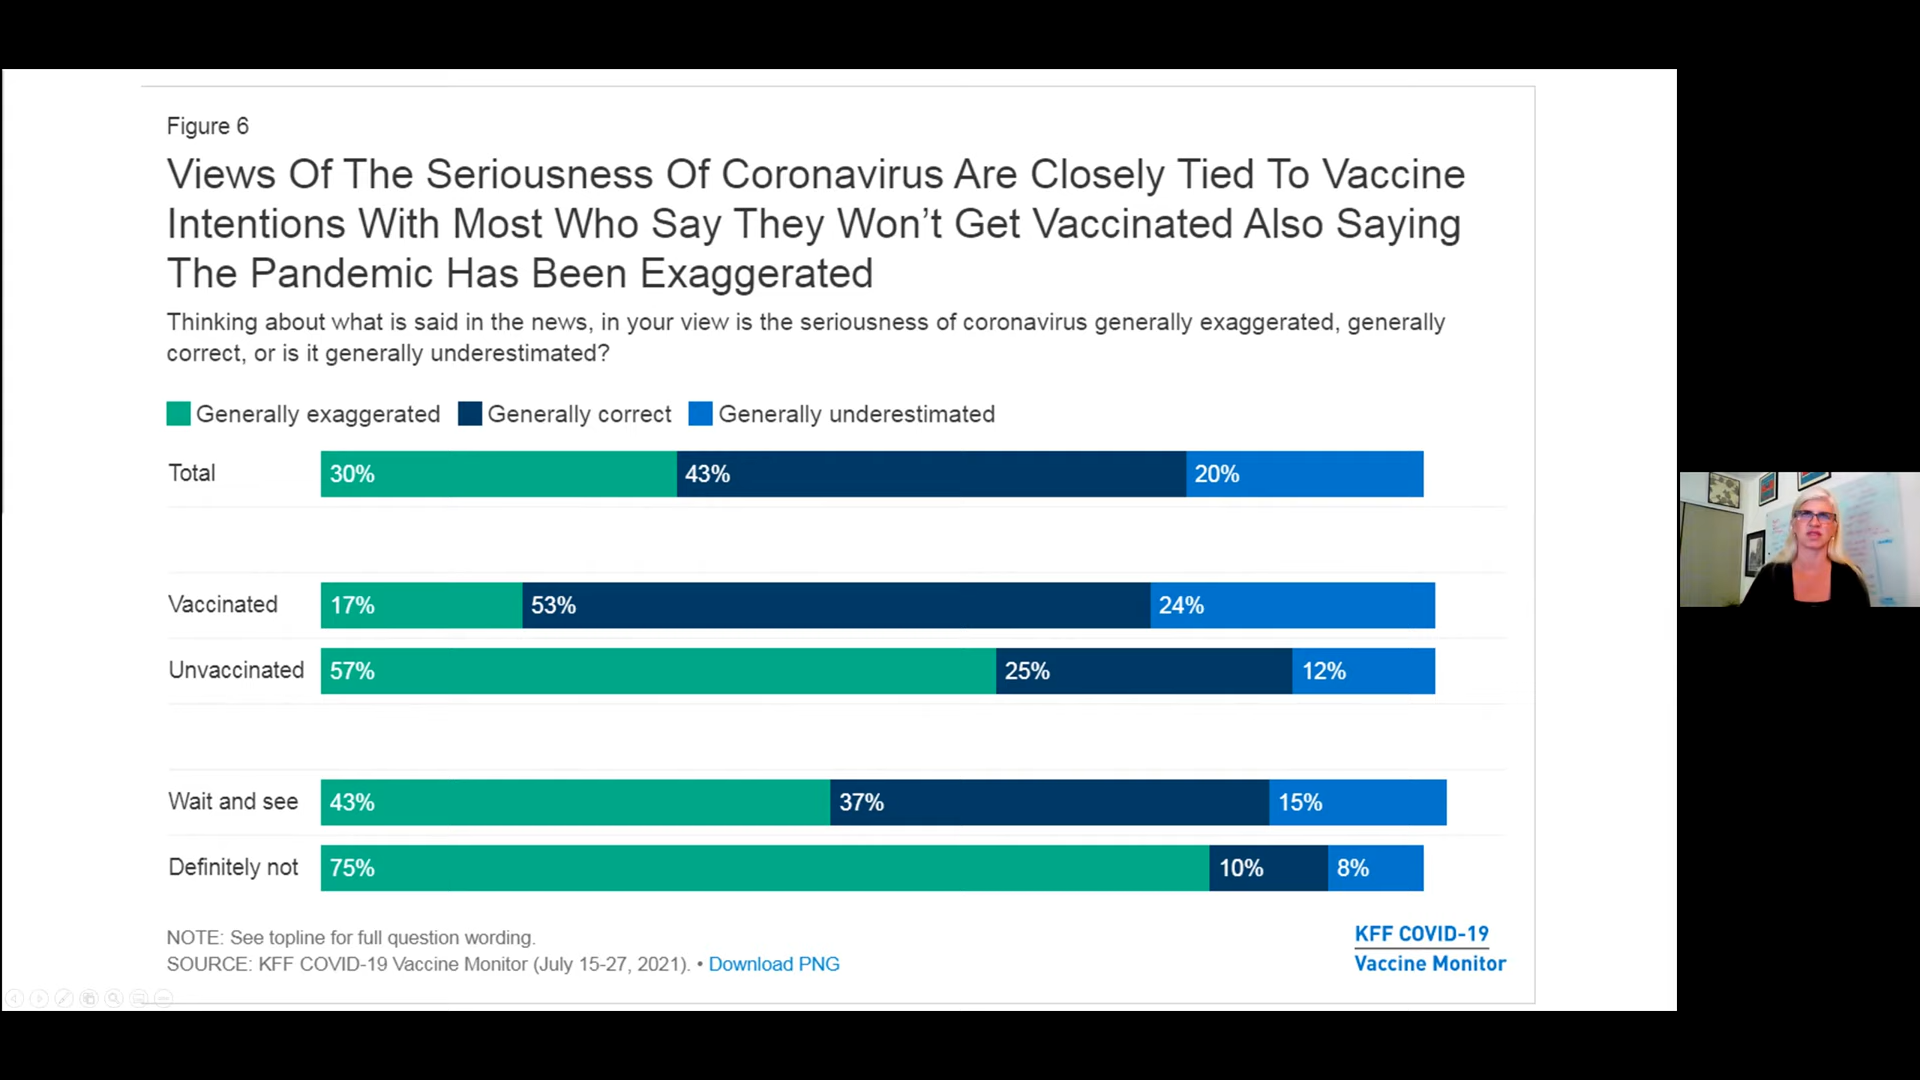 Figure 6
Views Of The Seriousness Of Coronavirus Are Closely Tied To Vaccine
Intentions With Most Who Say They Won’t Get Vaccinated Also Saying
The Pandemic Has Been Exaggerated
Thinking about what is said in the news, in your view is the seriousness of coronavirus generally exaggerated, generally
correct, or is it generally underestimated?
Generally exaggerated Generally correct Generally underestimated
Total 30% 43% 20%
Vaccinated 17% 53% 24%
Unvaccinated 57% 25% 12%
Wait and see 43% 37% 15%
Definitely not 75% 10% 8%
NOTE: See topline for full question wording.
SOURCE: KFF COVID-19 Vaccine Monitor (July 15-27, 2021). • Download PNG
KFF COVID-19
Vaccine Monitor